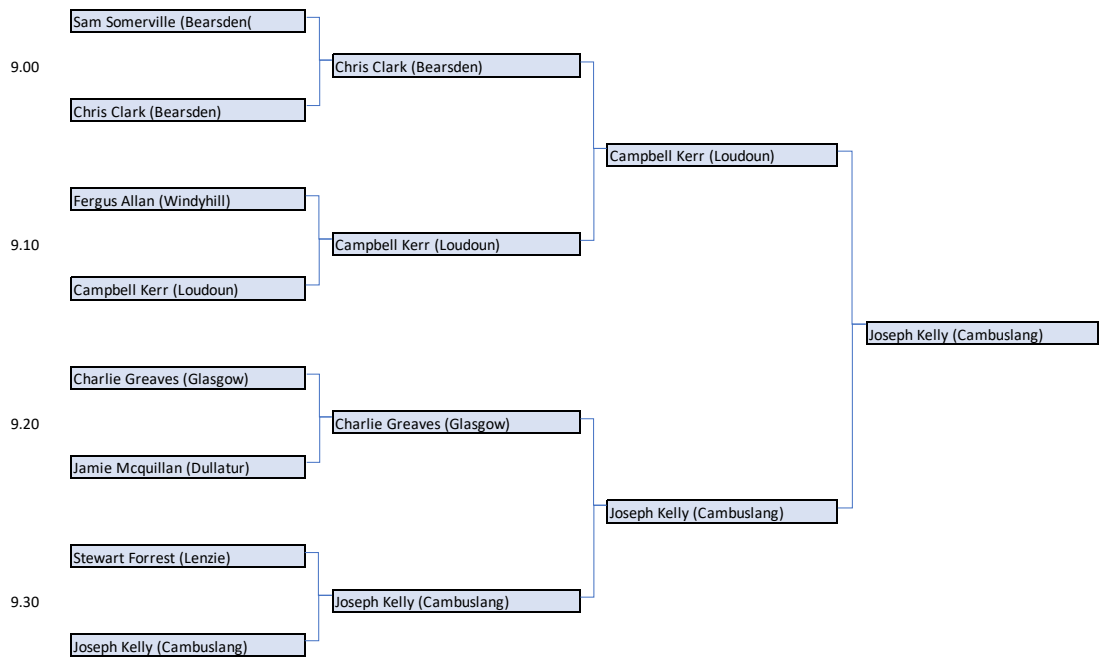 Sam Somerville (Bearsden(
9.00
Chris Clark (Bearsden)
Chris Clark (Bearsden)
Campbell Kerr (Loudoun)
Fergus Allan (Windyhill)
9.10
Campbell Kerr (Loudoun)
Campbell Kerr (Loudoun)
Joseph Kelly (Cambuslang)
Charlie Greaves (Glasgow)
9.20
Charlie Greaves (Glasgow)
Jamie Mcquillan (Dullatur)
Joseph Kelly (Cambuslang)
Stewart Forrest (Lenzie)
9.30
Joseph Kelly (Cambuslang)
Joseph Kelly (Cambuslang)